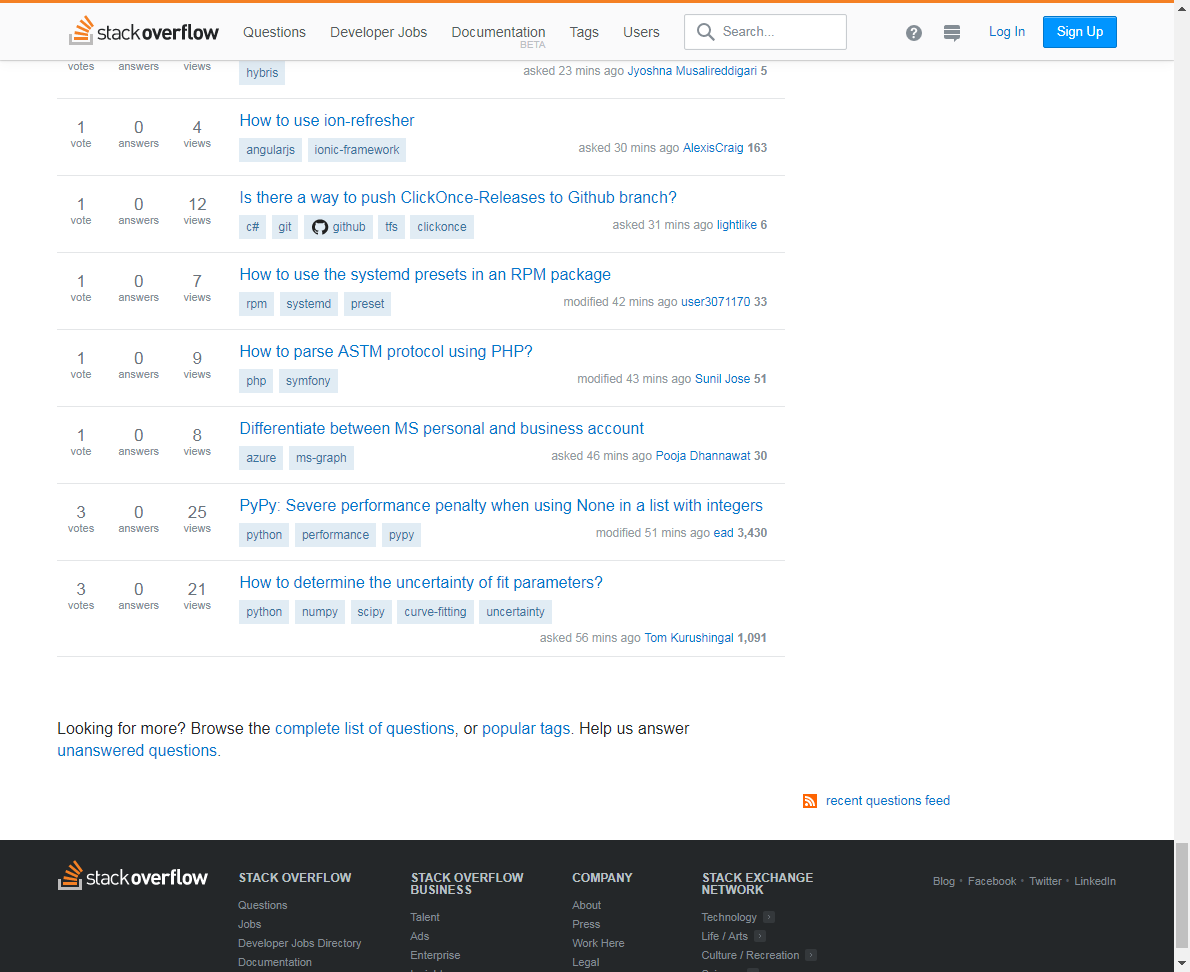 stackoverflow Questions Developer Jobs Documentation BETA Tags Users Search... ? Log In Sign Up
votes answers views hybris asked 23 mins ago Jyoshna Musalireddigari 5
1 vote 0 answers 4 views How to use ion-refresher
angularjs ionic-framework asked 30 mins ago AlexisCraig 163
1 vote 0 answers 12 views Is there a way to push ClickOnce-Releases to Github branch?
c# git github tfs clickonce asked 31 mins ago lightlike 6
1 vote 0 answers 7 views How to use the systemd presets in an RPM package
rpm systemd preset modified 42 mins ago user3071170 33
1 vote 0 answers 9 views How to parse ASTM protocol using PHP?
php symfony modified 43 mins ago Sunil Jose 51
1 vote 0 answers 8 views Differentiate between MS personal and business account
azure ms-graph asked 46 mins ago Pooja Dhannawat 30
3 votes 0 answers 25 views PyPy: Severe performance penalty when using None in a list with integers
python performance pypy modified 51 mins ago ead 3,430
3 votes 0 answers 21 views How to determine the uncertainty of fit parameters?
python numpy scipy curve-fitting uncertainty
asked 56 mins ago Tom Kurushingal 1,091
Looking for more? Browse the complete list of questions, or popular tags. Help us answer
unanswered questions.
recent questions feed
stackoverflow
STACK OVERFLOW
Questions
Jobs
Developer Jobs Directory
Documentation
STACK OVERFLOW
BUSINESS
Talent
Ads
Enterprise
COMPANY
About
Press
Work Here
Legal
STACK EXCHANGE
NETWORK
Technology
Life / Arts
Culture / Recreation
Blog • Facebook • Twitter • LinkedIn